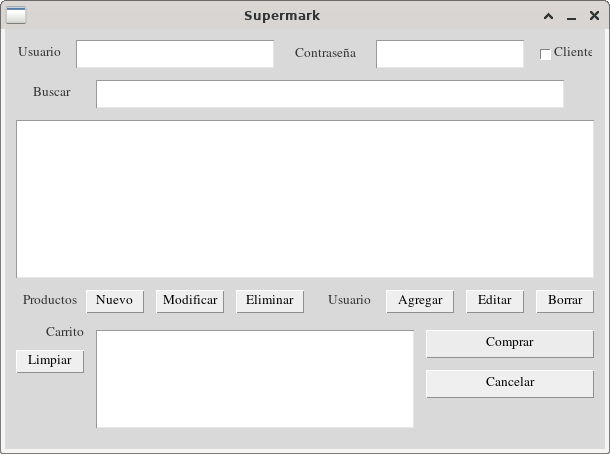 Supermark
Usuario Contraseña Cliente
Buscar
Productos Nuevo Modificar Eliminar Usuario Agregar Editar Borrar
Carrito
Comprar
Limpiar
Cancelar